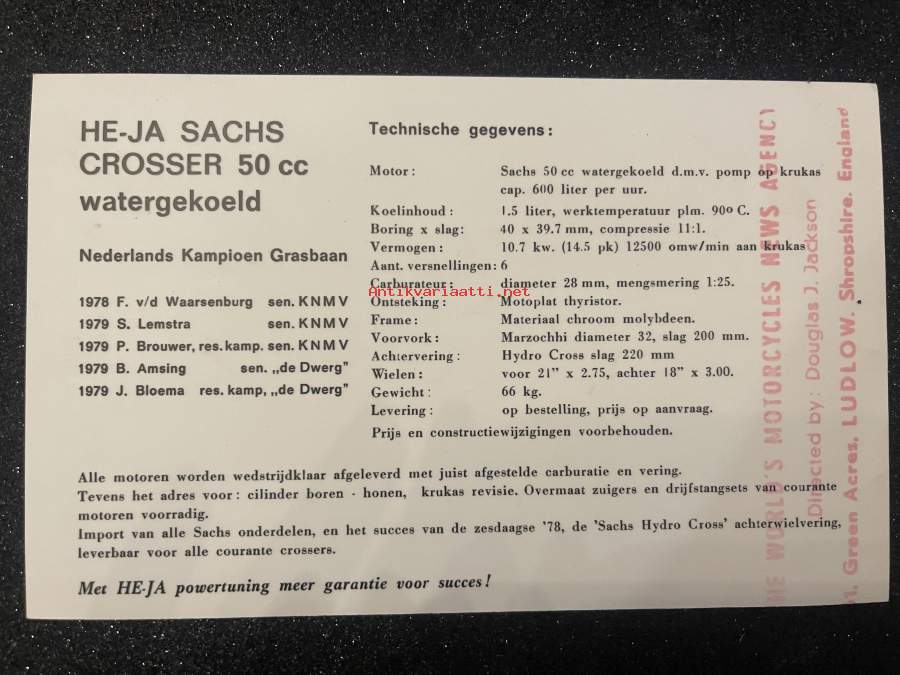 HE-JA SACHS
CROSSER 50 cc
watergekoeld
Nederlands Kampioen Grasbaan
1978 F. v/d Waarsenburg sen. KNMV
1979 S. Lemstra sen. KNMV
1979 P. Brouwer, res. kamp. sen. KNMV
1979 B. Amsing sen. „de Dwerg"
1979 J. Bloema res. kamp, „de Dwerg"
Technische gegevens:
Motor: Sachs 50 cc watergekoeld d.m.v. pomp op krukas
cap. 600 liter per uur.
Koelinhoud: 1.5 liter, werktemperatuur plm. 90º C.
Boring x slag: 40 x 39.7 mm, compressie 11:1.
Vermogen: 10.7 kw. (14.5 pk) 12500 omw/min aan krukas
Aant. versnellingen: 6
Carburateur: diameter 28 mm, mengsmering 1:25.
Ontsteking: Motoplat thyristor.
Frame: Materiaal chroom molybdeen.
Voorvork: Marzochhi diameter 32, slag 200 mm.
Achtervering: Hydro Cross slag 220 mm
Wielen: voor 21" x 2.75, achter 18" x 3.00.
Gewicht: 66 kg.
Levering: op bestelling, prijs op aanvraag.
Prijs en constructiewijzigingen voorbehouden.
Alle motoren worden wedstrijdklaar afgeleverd met juist afgestelde carburatie en vering.
Tevens het adres voor: cilinder boren - honen, krukas revisie. Overmaat zuigers en drijfstangsets van courante
motoren voorradig.
Import van alle Sachs onderdelen, en het succes van de zesdaagse '78, de 'Sachs Hydro Cross' achterwielvering,
leverbaar voor alle courante crossers.
Met HE-JA powertuning meer garantie voor succes!
Antikvariaatti.net
HE WORLD'S MOTORCYCLES NEWS AGENCY
Directed by: Douglas J. Jackson
1. Green Acres, LUDLOW. Shropshire. England